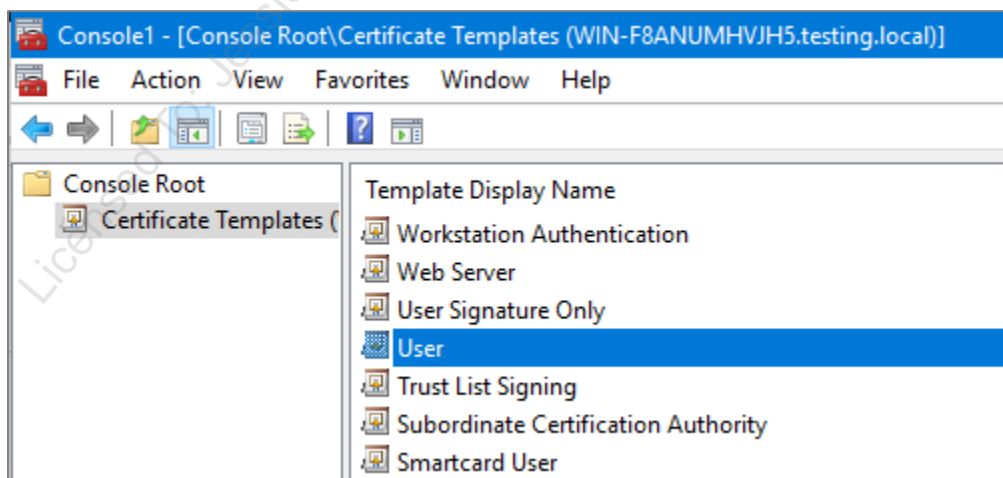 Console1 - [Console Root\Certificate Templates (WIN-F8ANUMHVJH5.testing.local)]
File Action View Favorites Window Help
Console Root
Certificate Templates (
Template Display Name
Workstation Authentication
Web Server
User Signature Only
User
Trust List Signing
Subordinate Certification Authority
Smartcard User
Licensed To: